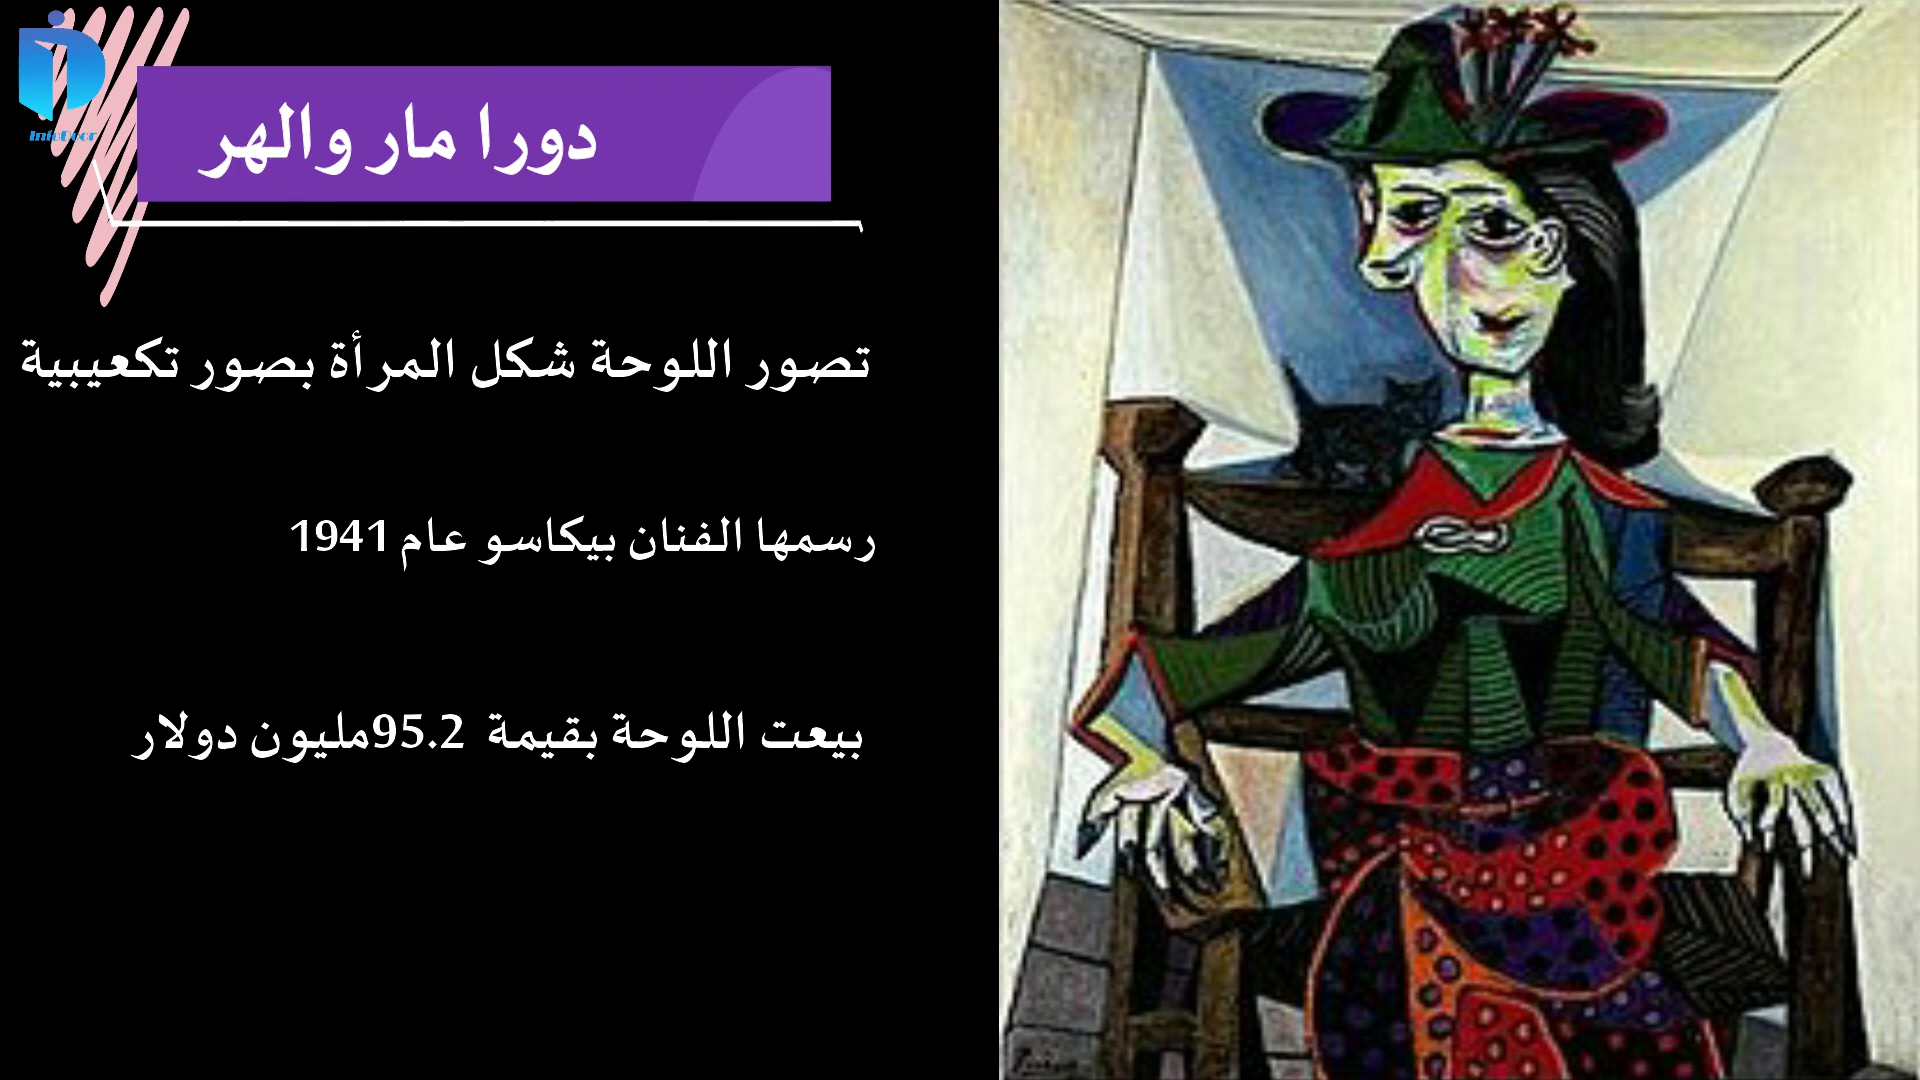 InfoDoor
دورا مار والهر
تصور اللوحة شكل المرأة بصور تكعيبية
رسمها الفنان بيكاسو عام 1941
بيعت اللوحة بقيمة 95.2مليون دولار